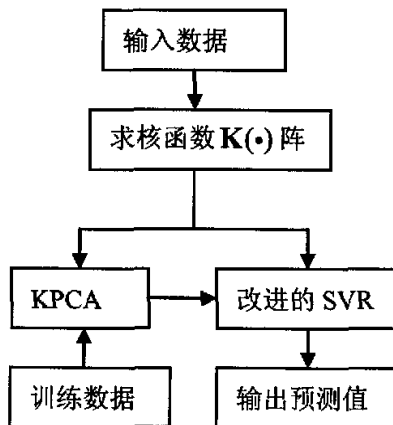 输入数据
求核函数 K(•) 阵
KPCA
改进的 SVR
训练数据
输出预测值